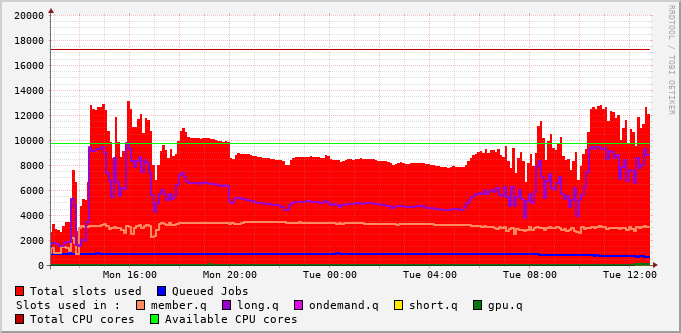 20000
18000
16000
14000
12000
10000
8000
6000
4000
2000
0
Mon 16:00 Mon 20:00 Tue 00:00 Tue 04:00 Tue 08:00 Tue 12:00
RRDTOOL / TOBI OETIKER
Total slots used Queued Jobs
Slots used in : member.q long.q ondemand.q short.q gpu.q
Total CPU cores Available CPU cores